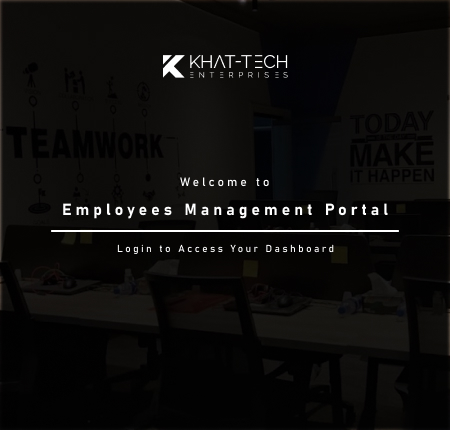 KHAT-TECH
ENTERPRISES
TEAMWORK
TODAY
MAKE
IT HAPPEN
Welcome to
Employees Management Portal
Login to Access Your Dashboard